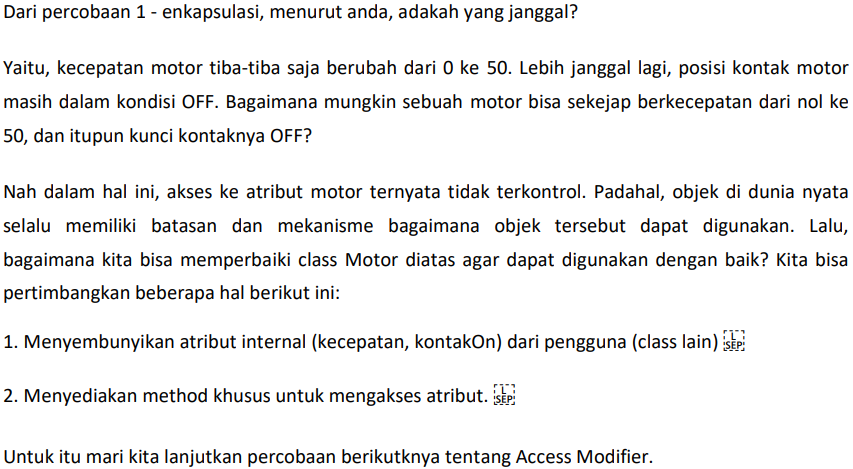 Dari percobaan 1 - enkapsulasi, menurut anda, adakah yang janggal?
Yaitu, kecepatan motor tiba-tiba saja berubah dari 0 ke 50. Lebih janggal lagi, posisi kontak motor
masih dalam kondisi OFF. Bagaimana mungkin sebuah motor bisa sekejap berkecepatan dari nol ke
50, dan itupun kunci kontaknya OFF?
Nah dalam hal ini, akses ke atribut motor ternyata tidak terkontrol. Padahal, objek di dunia nyata
selalu memiliki batasan dan mekanisme bagaimana objek tersebut dapat digunakan. Lalu,
bagaimana kita bisa memperbaiki class Motor diatas agar dapat digunakan dengan baik? Kita bisa
pertimbangkan beberapa hal berikut ini:
1. Menyembunyikan atribut internal (kecepatan, kontakOn) dari pengguna (class lain) L SEP
2. Menyediakan method khusus untuk mengakses atribut. L SEP
Untuk itu mari kita lanjutkan percobaan berikutknya tentang Access Modifier.